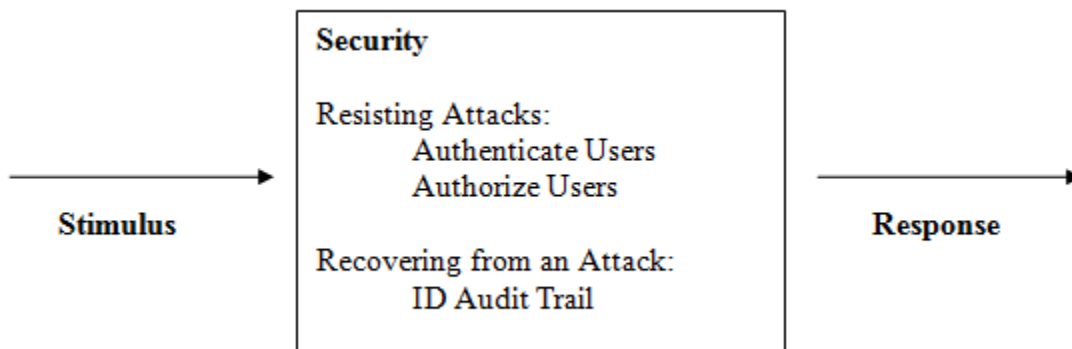 Security
Resisting Attacks:
Authenticate Users
Authorize Users
Stimulus
Response
Recovering from an Attack:
ID Audit Trail